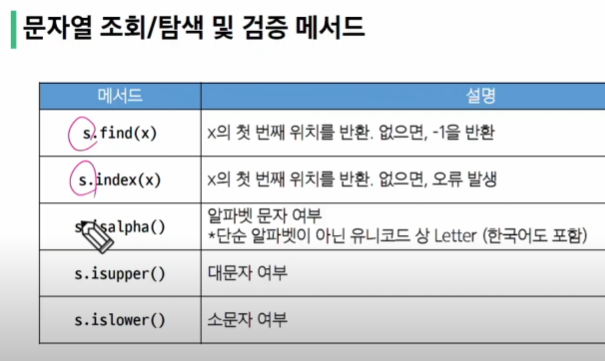 문자열 조회/탐색 및 검증 메서드
메서드 설명
s.find(x) x의 첫 번째 위치를 반환. 없으면, -1을 반환
s.index(x) x의 첫 번째 위치를 반환. 없으면, 오류 발생
s.isalpha() 알파벳 문자 여부
*단순 알파벳이 아닌 유니코드 상 Letter (한국어도 포함)
s.isupper() 대문자 여부
s.islower() 소문자 여부